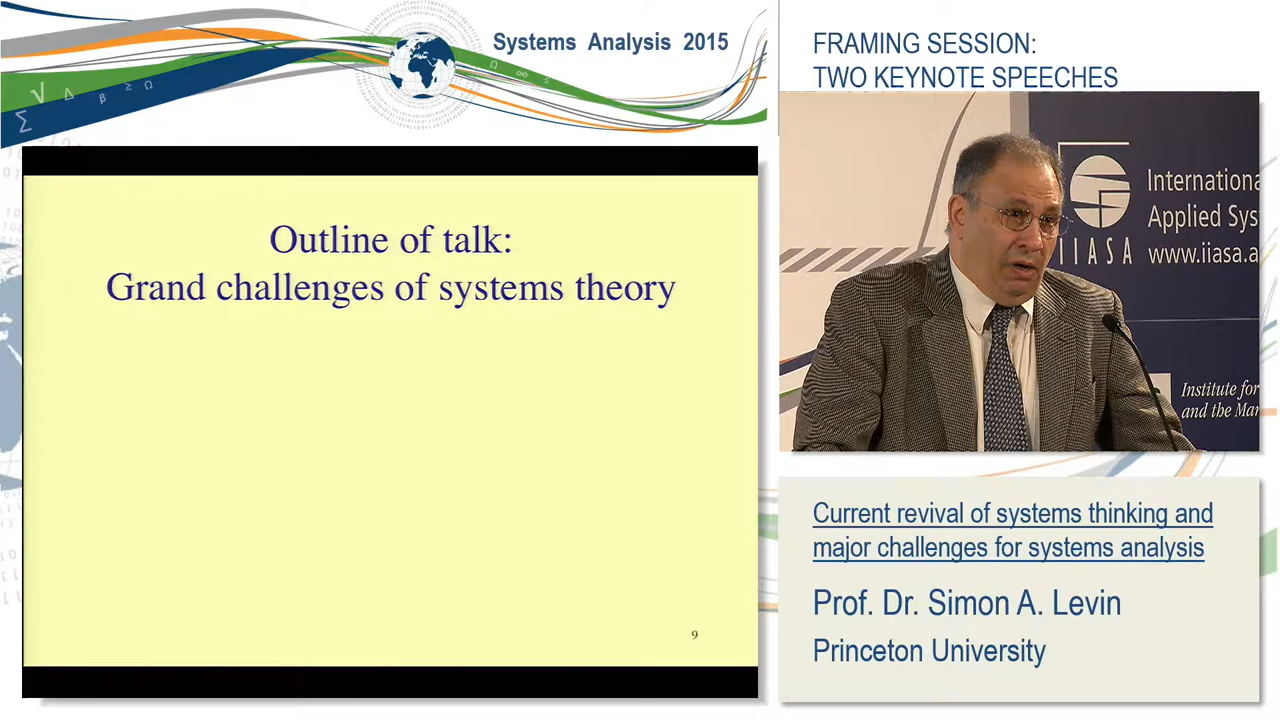 Systems Analysis 2015
√ Δ β ≥ Ω
Σ
Ω ∞ ≤
Outline of talk:
Grand challenges of systems theory
9
FRAMING SESSION:
TWO KEYNOTE SPEECHES
IIASA
Internationa
Applied Sys
www.iiasa.a
Institute for
and the Mar
Current revival of systems thinking and
major challenges for systems analysis
Prof. Dr. Simon A. Levin
Princeton University